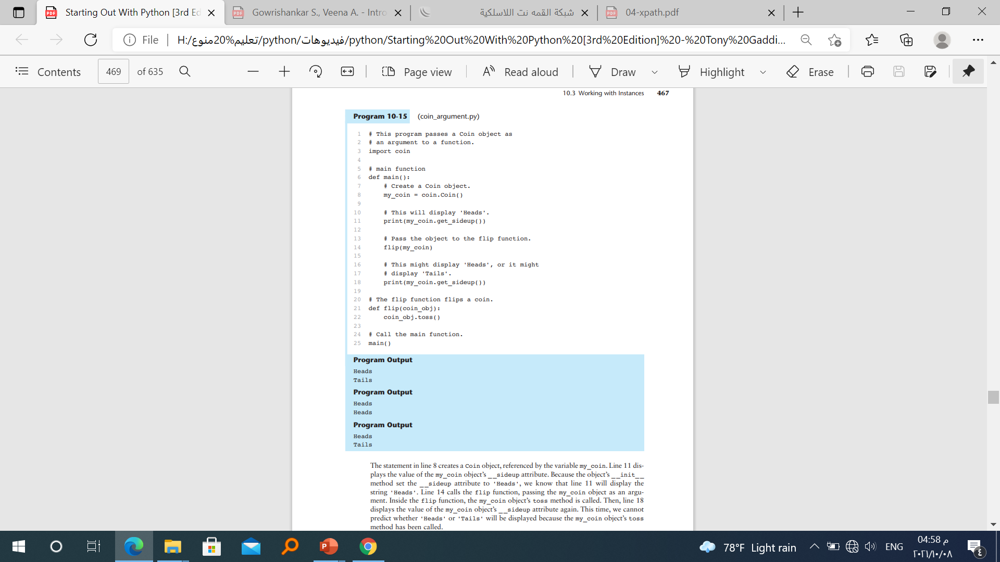 Starting Out With Python [3rd Ed
Gowrishankar S., Veena A. - Intro
شبكة القمه نت اللاسلكية
04-xpath.pdf
File
H:/تعليم%20منوع/python/فيديوهات/python/Starting%20Out%20With%20Python%20[3rd%20Edition]%20-%20Tony%20Gaddi...
Contents 469 of 635 Page view Read aloud Draw Highlight Erase
10.3 Working with Instances 467
Program 10-15 (coin_argument.py)
1 # This program passes a Coin object as
2 # an argument to a function.
3 import coin
4
5 # main function
6 def main():
7 # Create a Coin object.
8 my_coin = coin.Coin()
9
10 # This will display 'Heads'.
11 print(my_coin.get_sideup())
12
13 # Pass the object to the flip function.
14 flip(my_coin)
15
16 # This might display 'Heads', or it might
17 # display 'Tails'.
18 print(my_coin.get_sideup())
19
20 # The flip function flips a coin.
21 def flip(coin_obj):
22 coin_obj.toss()
23
24 # Call the main function.
25 main()
Program Output
Heads
Tails
Program Output
Heads
Heads
Program Output
Heads
Tails
The statement in line 8 creates a Coin object, referenced by the variable my_coin. Line 11 dis-
plays the value of the my_coin object's __sideup attribute. Because the object's __init__
method set the __sideup attribute to 'Heads', we know that line 11 will display the
string 'Heads'. Line 14 calls the flip function, passing the my_coin object as an argu-
ment. Inside the flip function, the my_coin object's toss method is called. Then, line 18
displays the value of the my_coin object's __sideup attribute again. This time, we cannot
predict whether 'Heads' or 'Tails' will be displayed because the my_coin object's toss
method has been called.
78°F Light rain
ENG
04:58 م
٢٠٢١/١٠/٠٨
٤